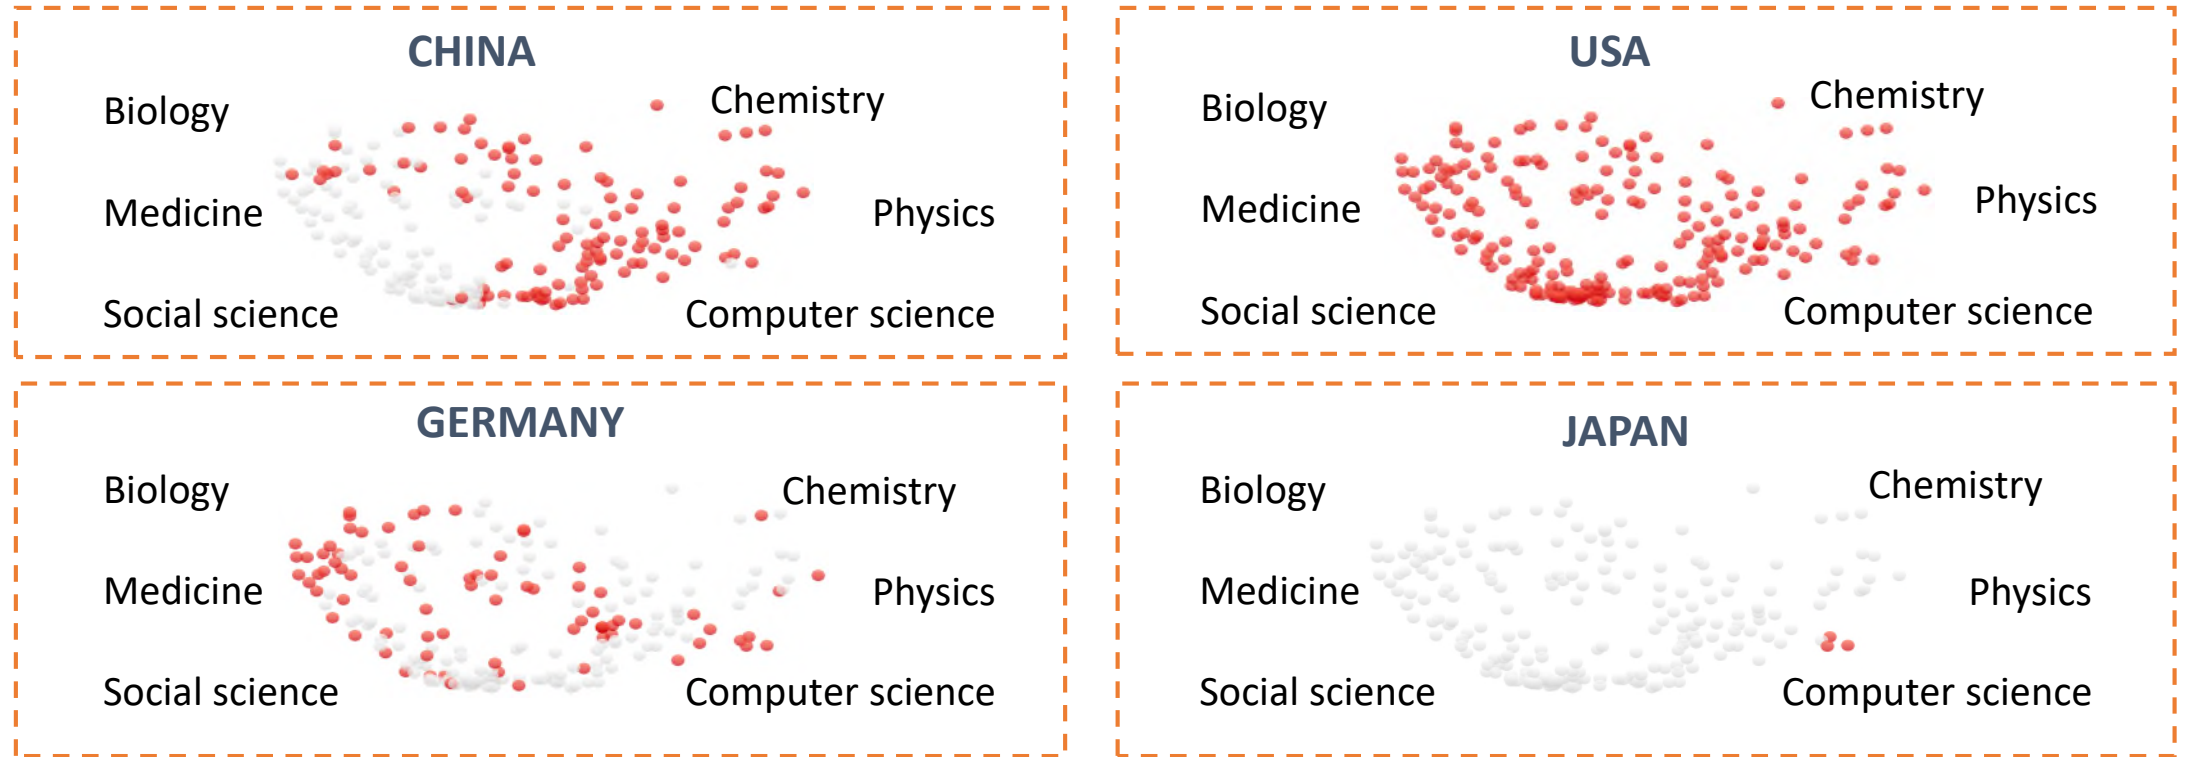 CHINA
Biology
Chemistry
Medicine
Physics
Social science
Computer science
USA
Biology
Chemistry
Medicine
Physics
Social science
Computer science
GERMANY
Biology
Chemistry
Medicine
Physics
Social science
Computer science
JAPAN
Biology
Chemistry
Medicine
Physics
Social science
Computer science